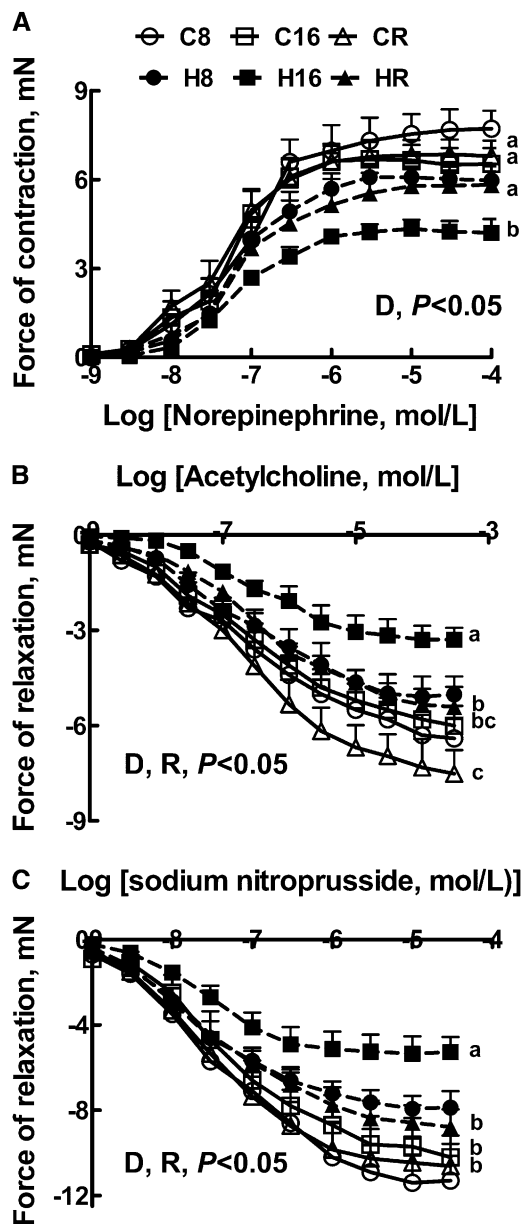 A
C8 C16 CR
H8 H16 HR
Force of contraction, mN
9
6
3
0
a
a
a
b
D, P<0.05
-9 -8 -7 -6 -5 -4
Log [Norepinephrine, mol/L]
B
Log [Acetylcholine, mol/L]
Force of relaxation, mN
-9 -7 -5 -3
0
-3
-6
-9
a
b
bc
c
D, R, P<0.05
C
Log [sodium nitroprusside, mol/L)]
Force of relaxation, mN
-9 -8 -7 -6 -5 -4
0
-4
-8
-12
a
b
b
b
D, R, P<0.05